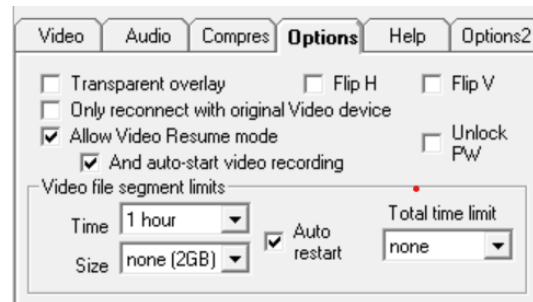 Video Audio Compres Options Help Options2
Transparent overlay Flip H Flip V
Only reconnect with original Video device
Allow Video Resume mode
Unlock PW
And auto-start video recording
Video file segment limits
Time 1 hour
Size none (2GB)
Auto restart
Total time limit
none